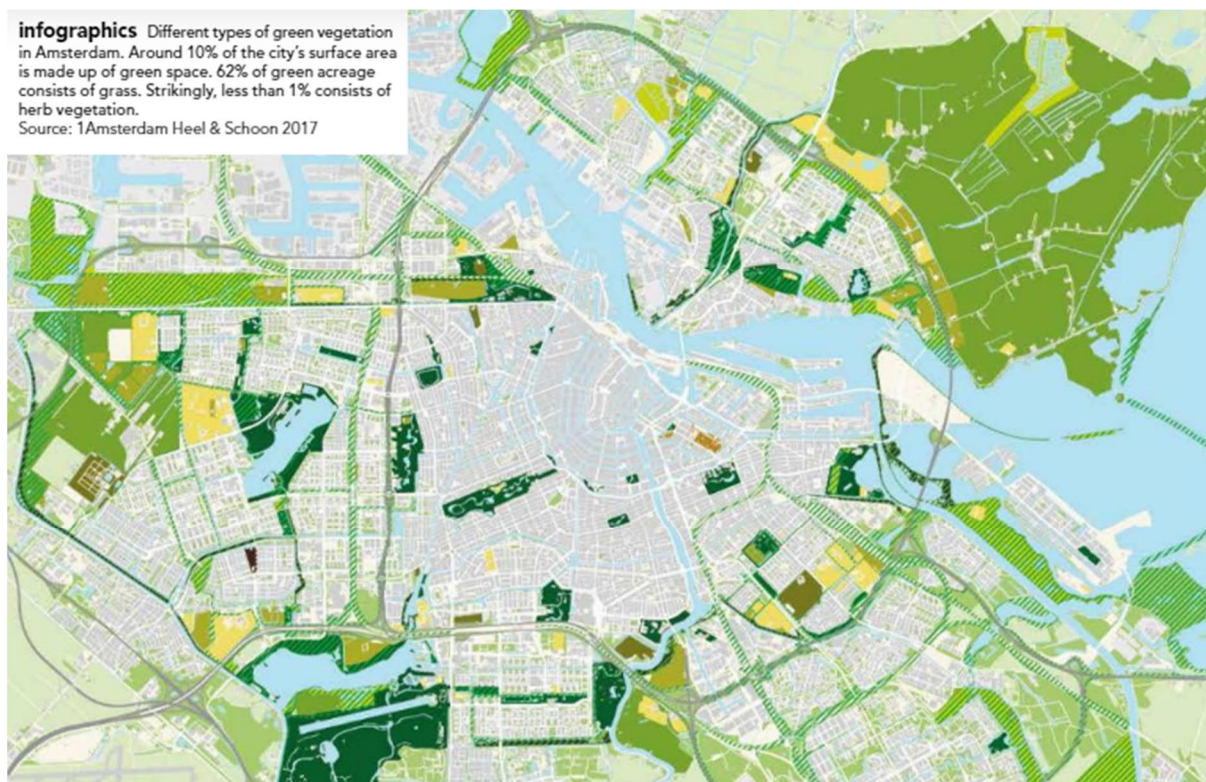 infographics Different types of green vegetation
in Amsterdam. Around 10% of the city's surface area
is made up of green space. 62% of green acreage
consists of grass. Strikingly, less than 1% consists of
herb vegetation.
Source: 1Amsterdam Heel & Schoon 2017